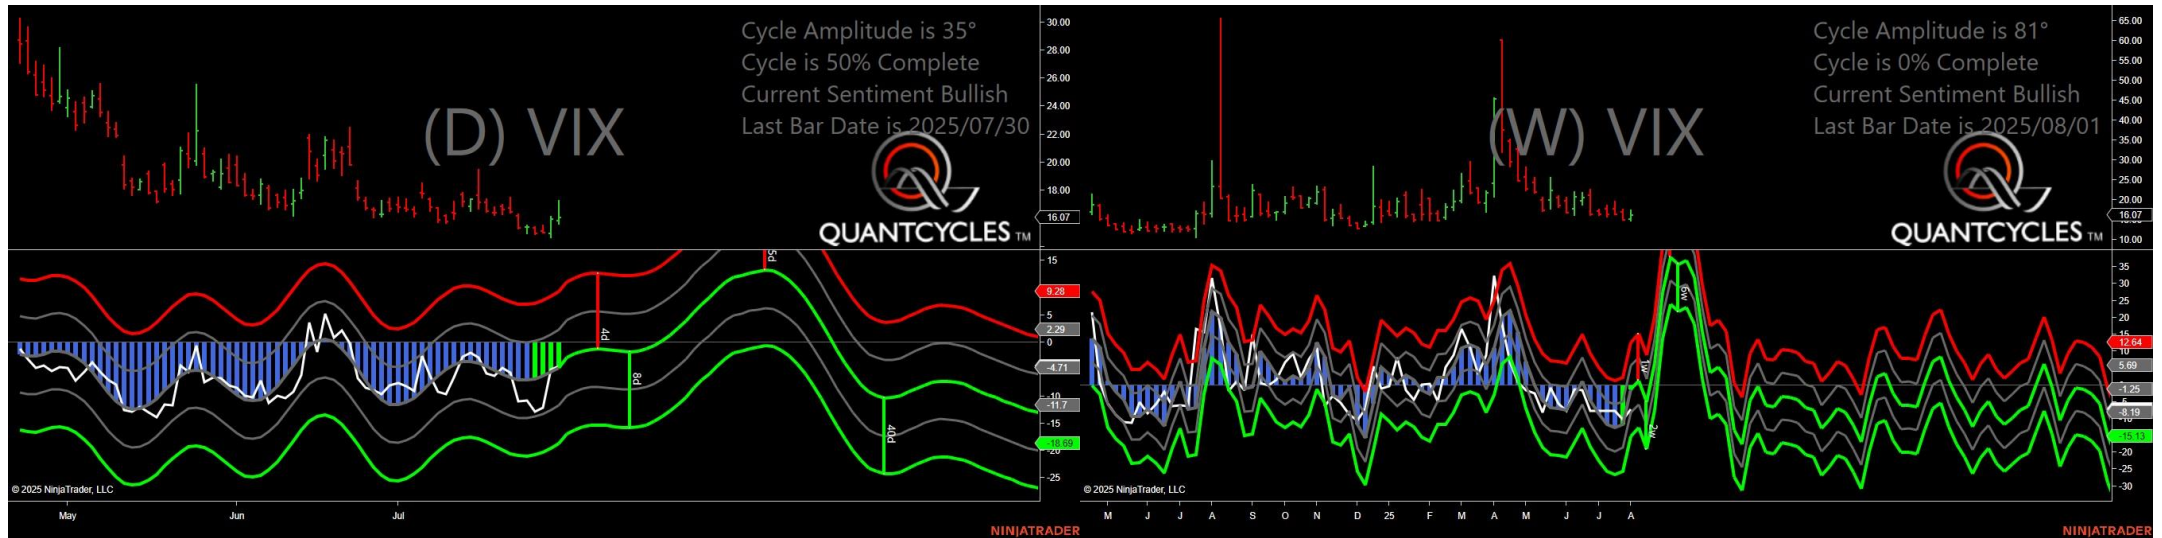 Cycle Amplitude is 35°
Cycle is 50% Complete
Current Sentiment Bullish
Last Bar Date is 2025/07/30
(D) VIX
QUANTCYCLES TM
30.00
28.00
26.00
24.00
22.00
20.00
18.00
16.07
15
9.28
5
2.29
0
-4.71
-10
-11.7
-15
-18.69
-20
-25
4d
8d
5d
40d
© 2025 NinjaTrader, LLC
May Jun Jul
NINJATRADER
Cycle Amplitude is 81°
Cycle is 0% Complete
Current Sentiment Bullish
Last Bar Date is 2025/08/01
(W) VIX
QUANTCYCLES TM
65.00
60.00
55.00
50.00
45.00
40.00
35.00
30.00
25.00
20.00
16.07
10.00
35
30
25
20
15
12.64
10
5.69
-1.25
-8.19
-15.13
-20
-25
-30
1w
2w
6w
© 2025 NinjaTrader, LLC
M J J A S O N D 25 F M A M J J A
NINJATRADER